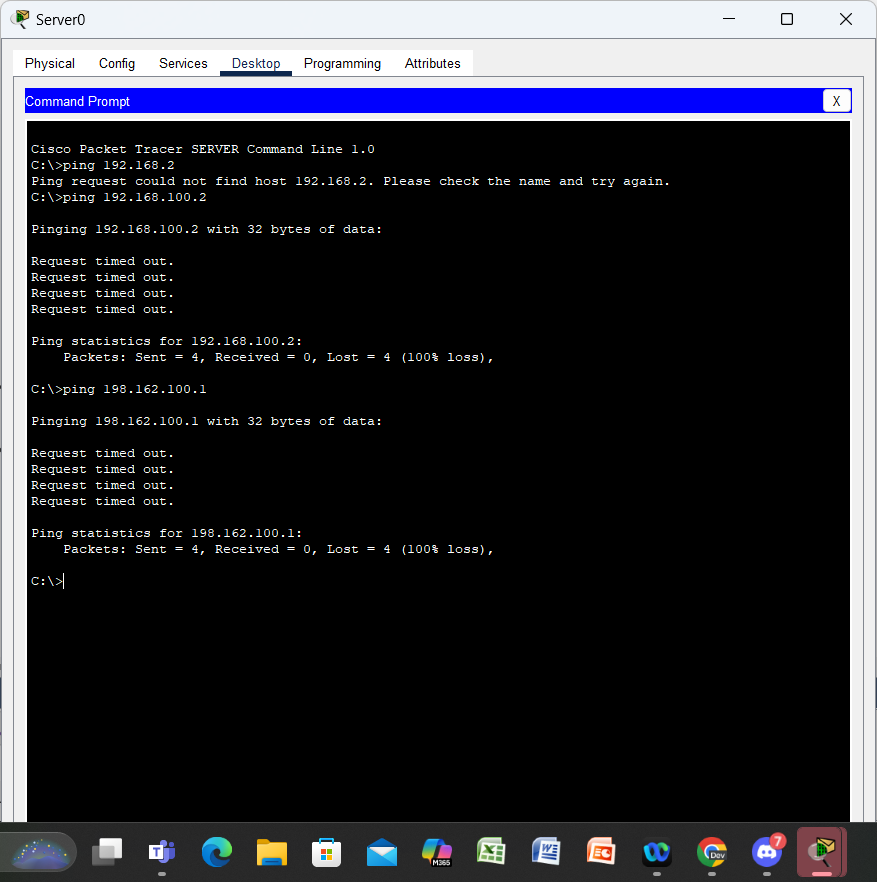 Server0
Physical Config Services Desktop Programming Attributes
Command Prompt
X
Cisco Packet Tracer SERVER Command Line 1.0
C:\>ping 192.168.2
Ping request could not find host 192.168.2. Please check the name and try again.
C:\>ping 192.168.100.2
Pinging 192.168.100.2 with 32 bytes of data:
Request timed out.
Request timed out.
Request timed out.
Request timed out.
Ping statistics for 192.168.100.2:
Packets: Sent = 4, Received = 0, Lost = 4 (100% loss),
C:\>ping 198.162.100.1
Pinging 198.162.100.1 with 32 bytes of data:
Request timed out.
Request timed out.
Request timed out.
Request timed out.
Ping statistics for 198.162.100.1:
Packets: Sent = 4, Received = 0, Lost = 4 (100% loss),
C:\>
M365
Dev
7